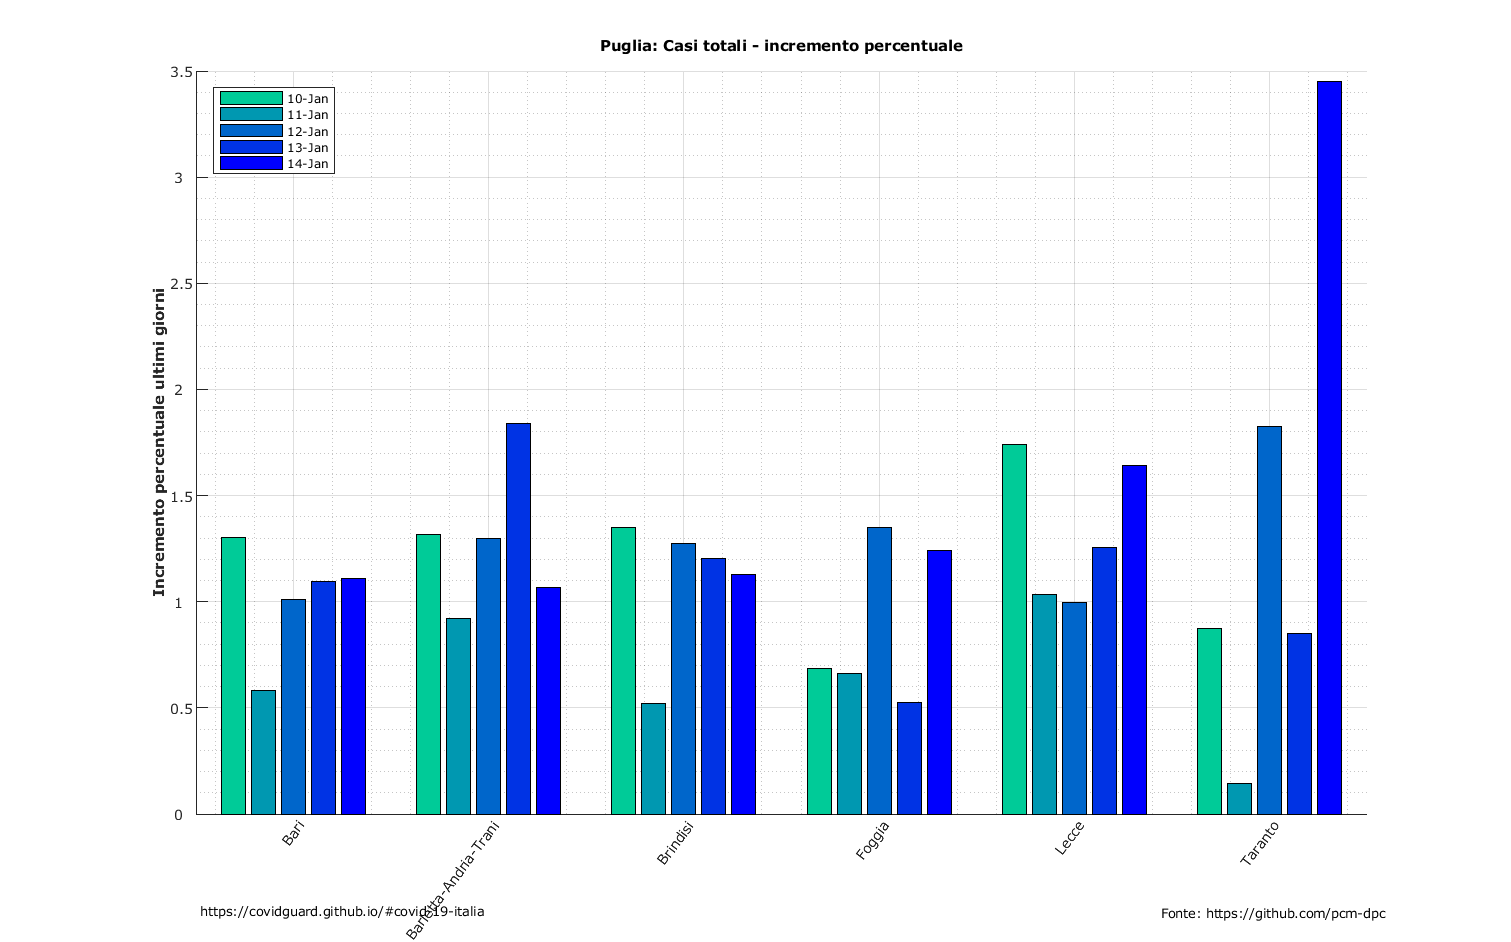 Puglia: Casi totali - incremento percentuale
3.5
3
2.5
2
1.5
1
0.5
0
Incremento percentuale ultimi giorni
10-Jan
11-Jan
12-Jan
13-Jan
14-Jan
Bari
Barletta-Andria-Trani
Brindisi
Foggia
Lecce
Taranto
https://covidguard.github.io/#covid-19-italia
Fonte: https://github.com/pcm-dpc